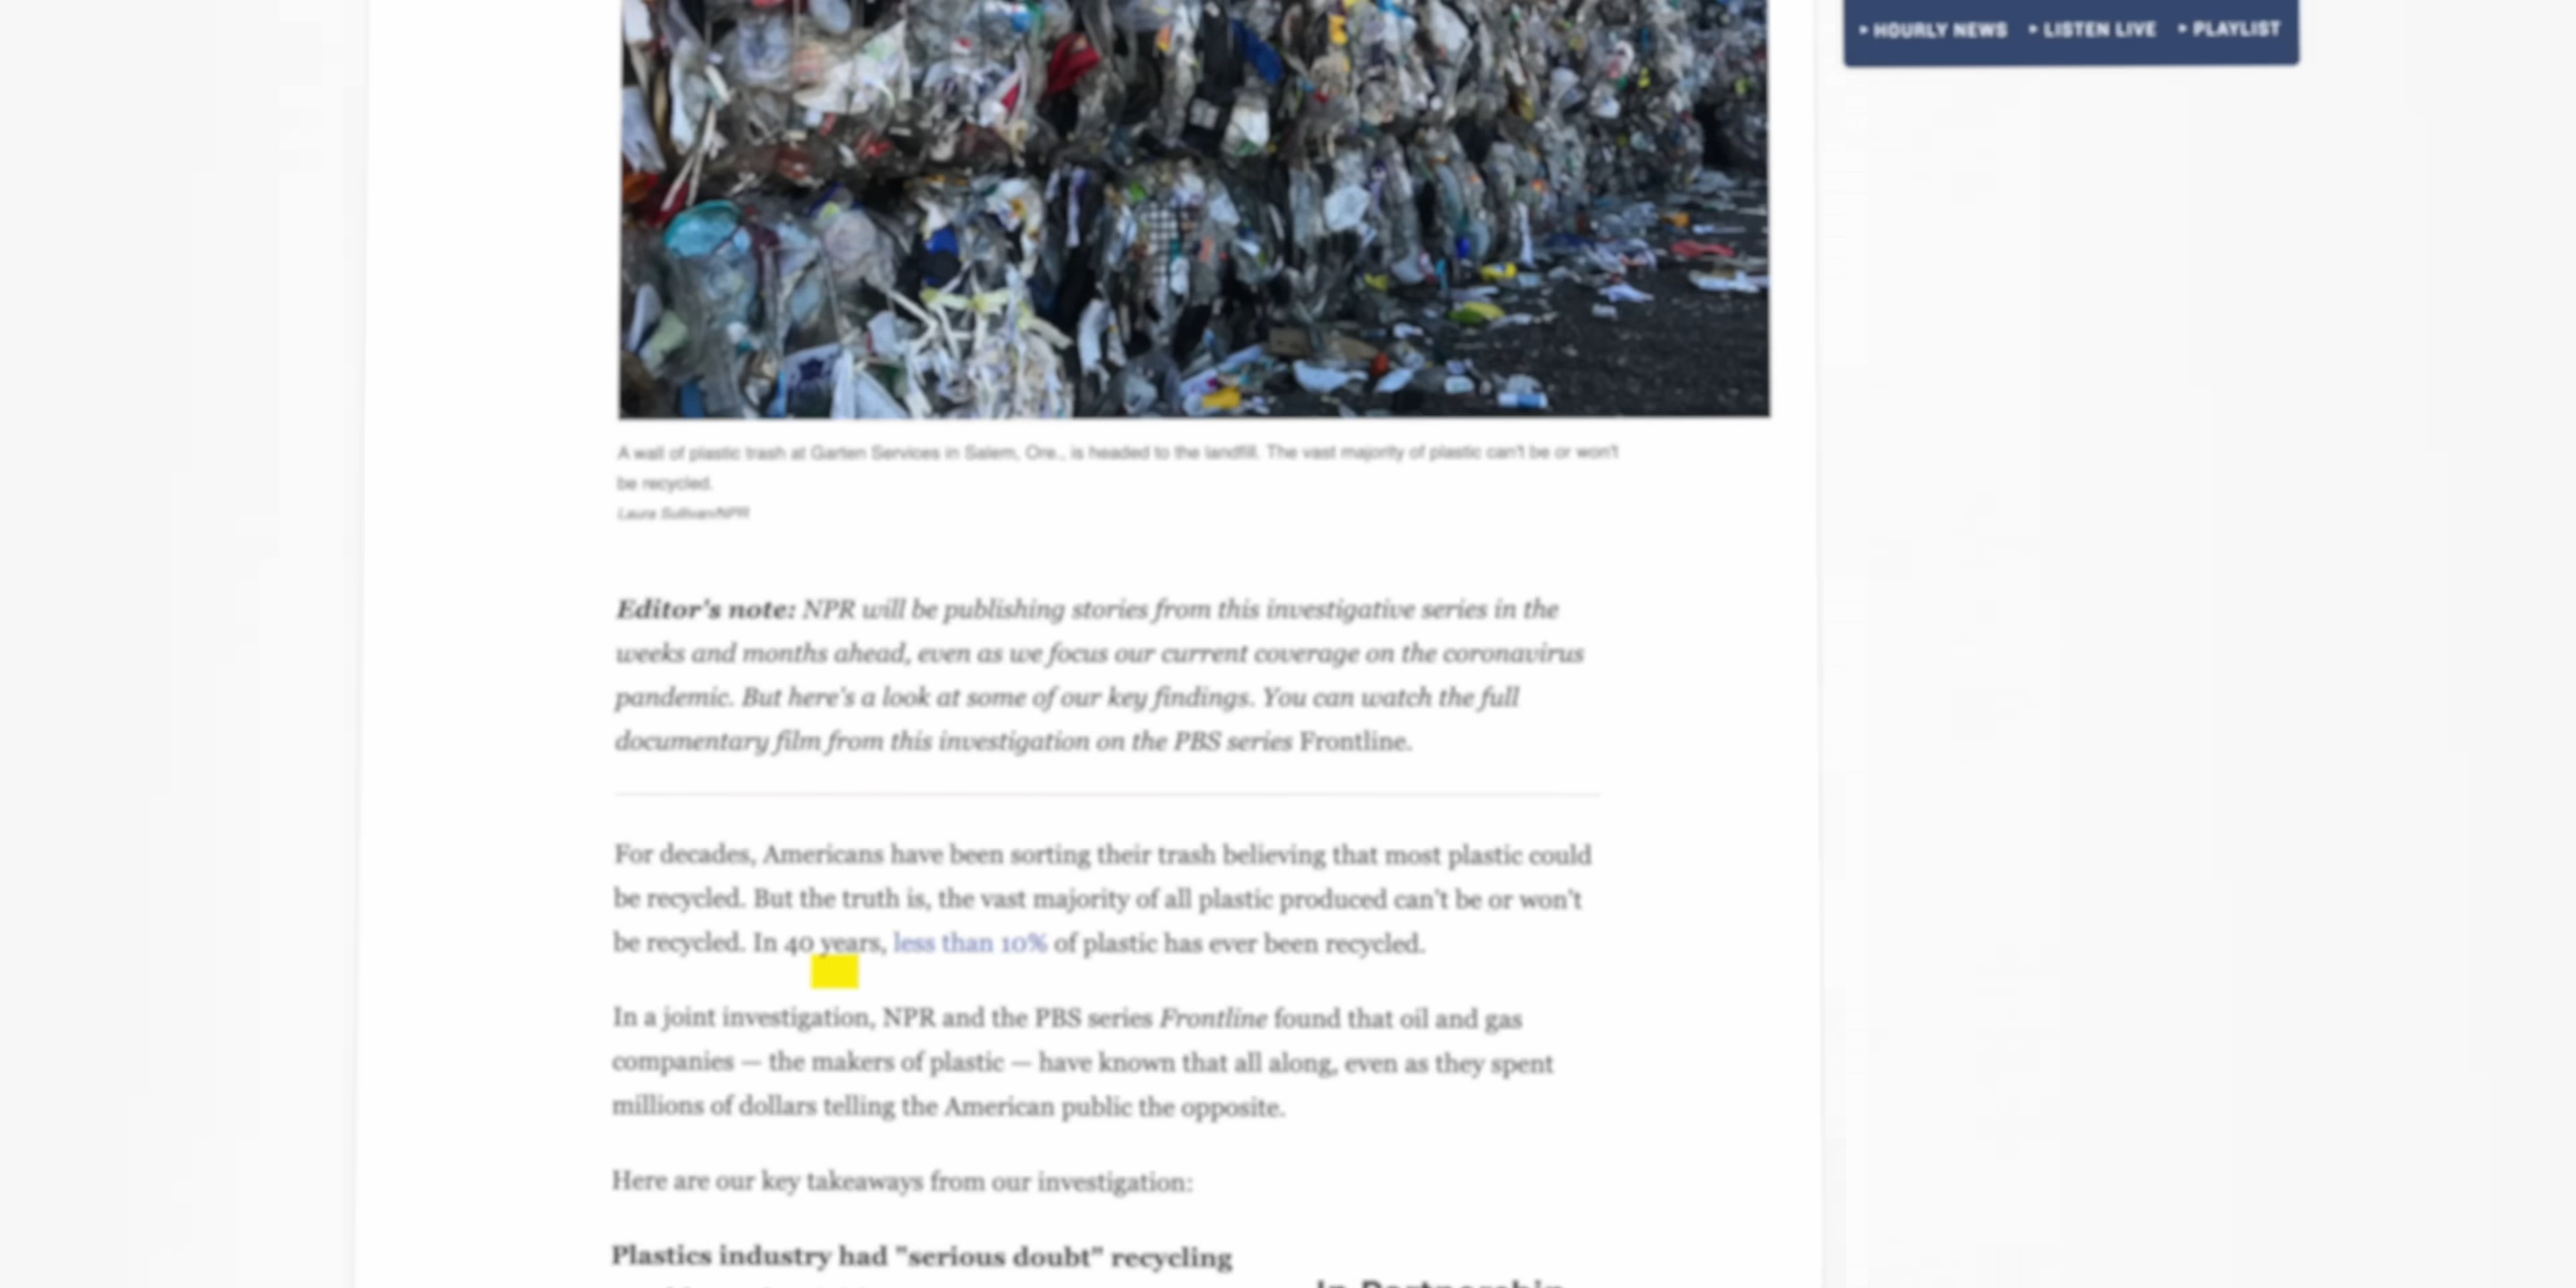 ▸ HOURLY NEWS ▸ LISTEN LIVE ▸ PLAYLIST
A wall of plastic trash at Garten Services in Salem, Ore., is headed to the landfill. The vast majority of plastic can't be or won't
be recycled.
Laura Sullivan/NPR
Editor's note: NPR will be publishing stories from this investigative series in the
weeks and months ahead, even as we focus our current coverage on the coronavirus
pandemic. But here's a look at some of our key findings. You can watch the full
documentary film from this investigation on the PBS series Frontline.
For decades, Americans have been sorting their trash believing that most plastic could
be recycled. But the truth is, the vast majority of all plastic produced can't be or won't
be recycled. In 40 years, less than 10% of plastic has ever been recycled.
In a joint investigation, NPR and the PBS series Frontline found that oil and gas
companies — the makers of plastic — have known that all along, even as they spent
millions of dollars telling the American public the opposite.
Here are our key takeaways from our investigation:
Plastics industry had "serious doubt" recycling
In Partnership